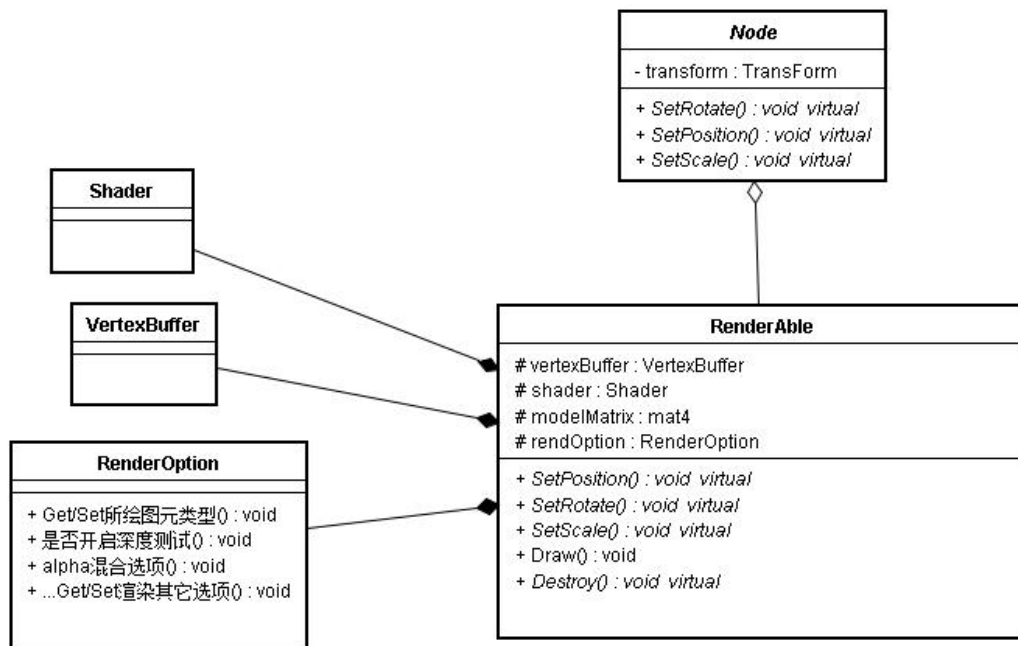 Node
- transform : TransForm
+ SetRotate() : void virtual
+ SetPosition() : void virtual
+ SetScale() : void virtual
Shader
VertexBuffer
RenderAble
# vertexBuffer : VertexBuffer
# shader : Shader
# modelMatrix : mat4
# rendOption : RenderOption
+ SetPosition() : void virtual
+ SetRotate() : void virtual
+ SetScale() : void virtual
+ Draw() : void
+ Destroy() : void virtual
RenderOption
+ Get/Set所绘图元类型() : void
+ 是否开启深度测试() : void
+ alpha混合选项() : void
+ ...Get/Set渲染其它选项() : void